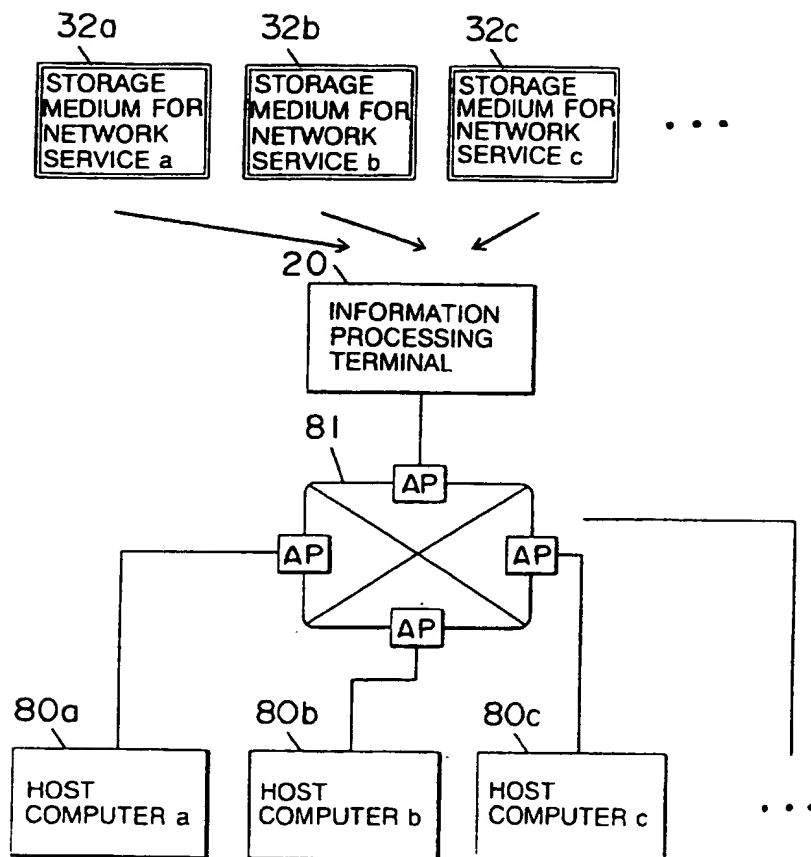 32a
32b
32c
STORAGE
MEDIUM FOR
NETWORK
SERVICE a
STORAGE
MEDIUM FOR
NETWORK
SERVICE b
STORAGE
MEDIUM FOR
NETWORK
SERVICE c
. . .
20
INFORMATION
PROCESSING
TERMINAL
81
AP
AP
AP
AP
80a
80b
80c
HOST
COMPUTER a
HOST
COMPUTER b
HOST
COMPUTER c
. . .